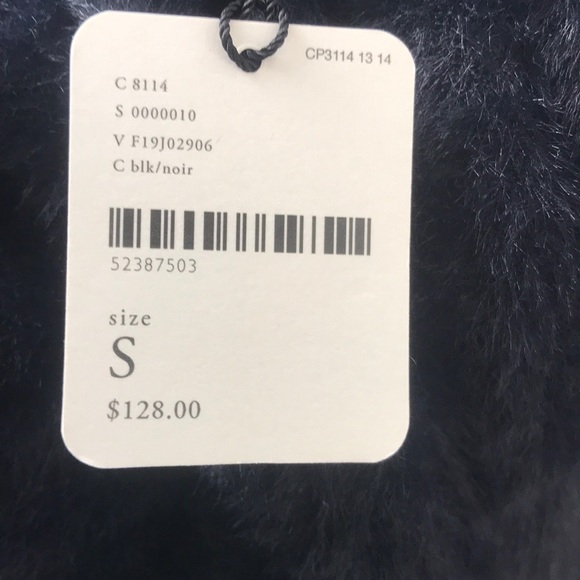 CP3114 13 14
C 8114
S 0000010
V F19J02906
C blk/noir
52387503
size
S
$128.00